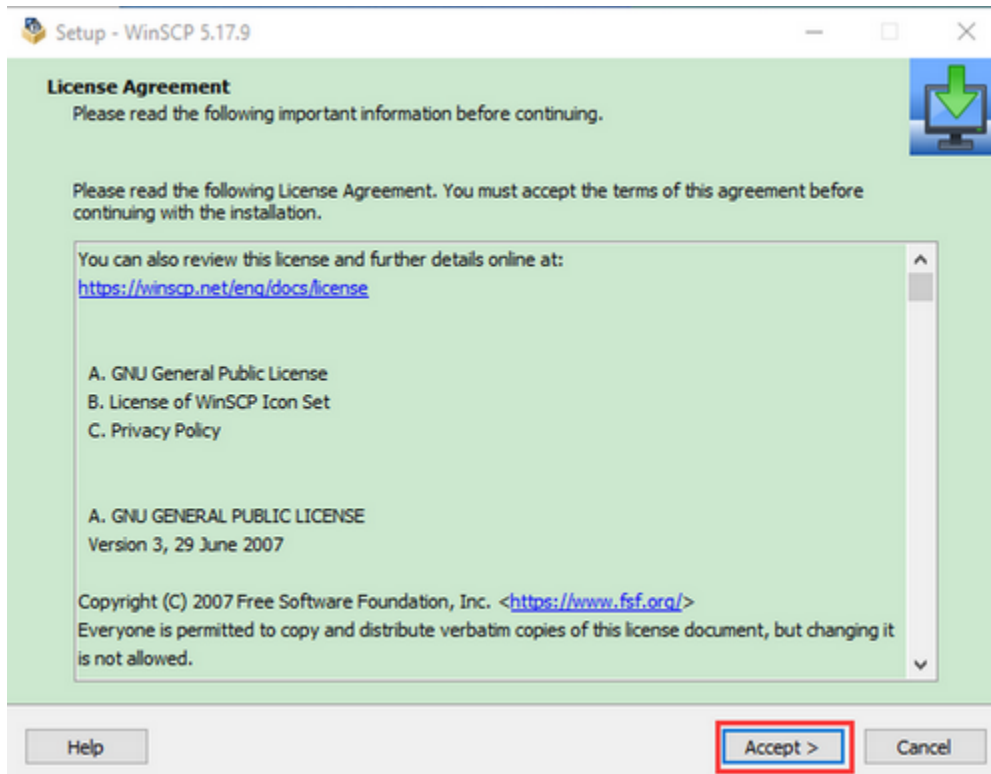 Setup - WinSCP 5.17.9
License Agreement
Please read the following important information before continuing.
Please read the following License Agreement. You must accept the terms of this agreement before
continuing with the installation.
You can also review this license and further details online at:
https://winscp.net/eng/docs/license
A. GNU General Public License
B. License of WinSCP Icon Set
C. Privacy Policy
A. GNU GENERAL PUBLIC LICENSE
Version 3, 29 June 2007
Copyright (C) 2007 Free Software Foundation, Inc. <https://www.fsf.org/>
Everyone is permitted to copy and distribute verbatim copies of this license document, but changing it
is not allowed.
Help
Accept >
Cancel